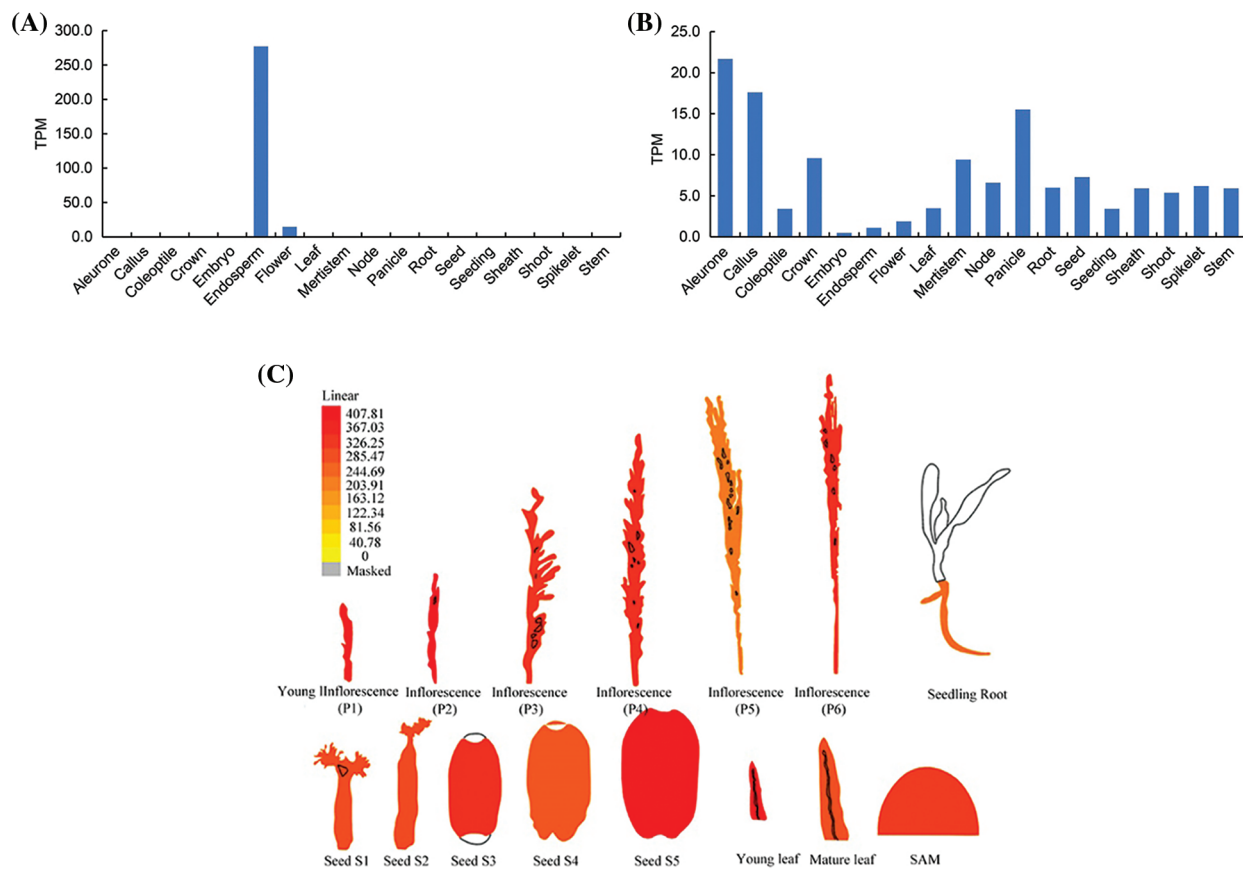 (A)
300.0
250.0
200.0
150.0
100.0
50.0
0.0
TPM
Aleurone
Callus
Coleoptile
Crown
Embryo
Endosperm
Flower
Leaf
Mertistem
Node
Panicle
Root
Seed
Seeding
Sheath
Shoot
Spikelet
Stem
(B)
25.0
20.0
15.0
10.0
5.0
0.0
TPM
Aleurone
Callus
Coleoptile
Crown
Embryo
Endosperm
Flower
Leaf
Mertistem
Node
Panicle
Root
Seed
Seeding
Sheath
Shoot
Spikelet
Stem
(C)
Linear
407.81
367.03
326.25
285.47
244.69
203.91
163.12
122.34
81.56
40.78
0
Masked
Young lInflorescence
(P1)
Inflorescence
(P2)
Inflorescence
(P3)
Inflorescence
(P4)
Inflorescence
(P5)
Inflorescence
(P6)
Seedling Root
Seed S1
Seed S2
Seed S3
Seed S4
Seed S5
Young leaf
Mature leaf
SAM